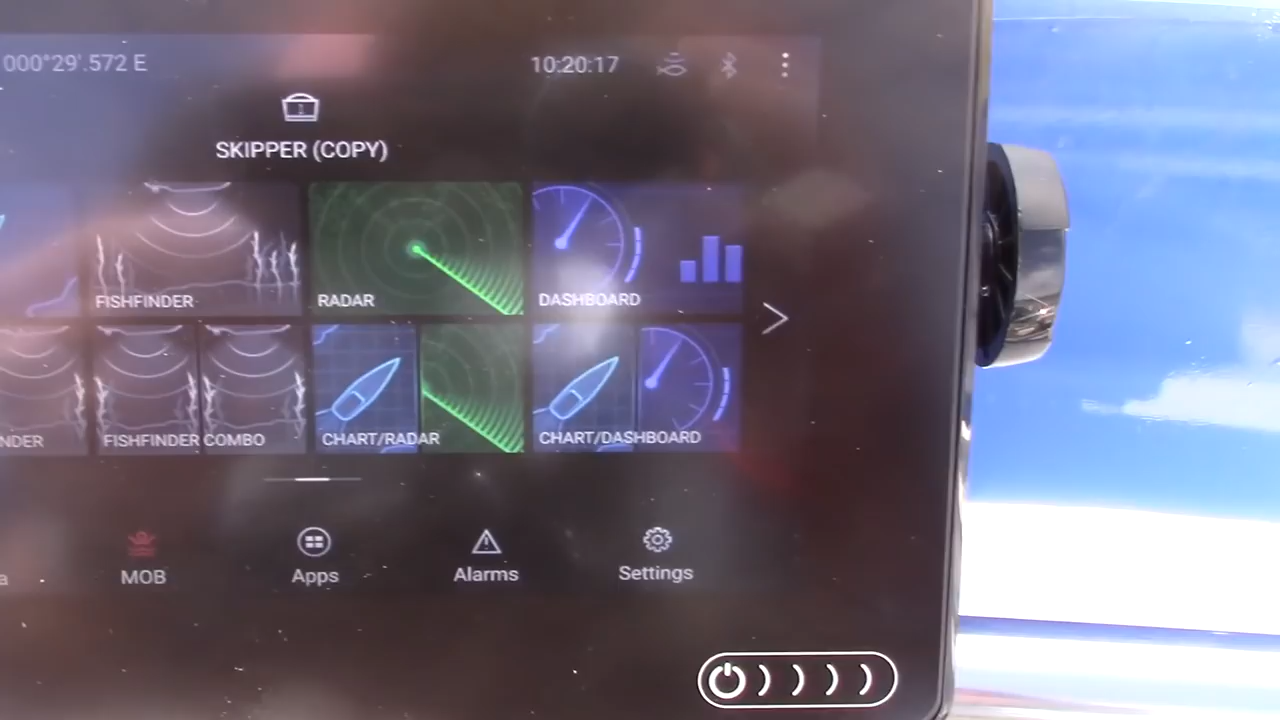 000°29'.572 E
10:20:17
SKIPPER (COPY)
FISHFINDER
RADAR
DASHBOARD
NDER
FISHFINDER COMBO
CHART/RADAR
CHART/DASHBOARD
a
MOB
Apps
Alarms
Settings